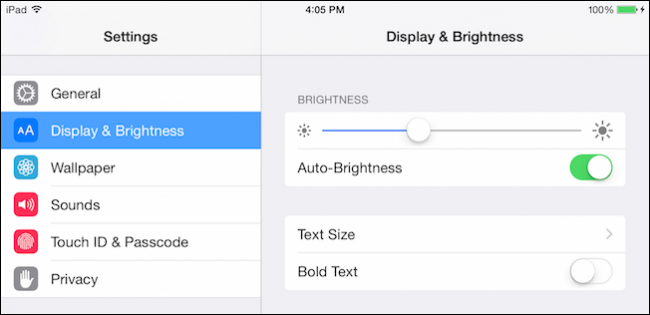 iPad 4:05 PM 100%
Settings
Display & Brightness
General
AA Display & Brightness
Wallpaper
Sounds
Touch ID & Passcode
Privacy
BRIGHTNESS
Auto-Brightness
Text Size
Bold Text